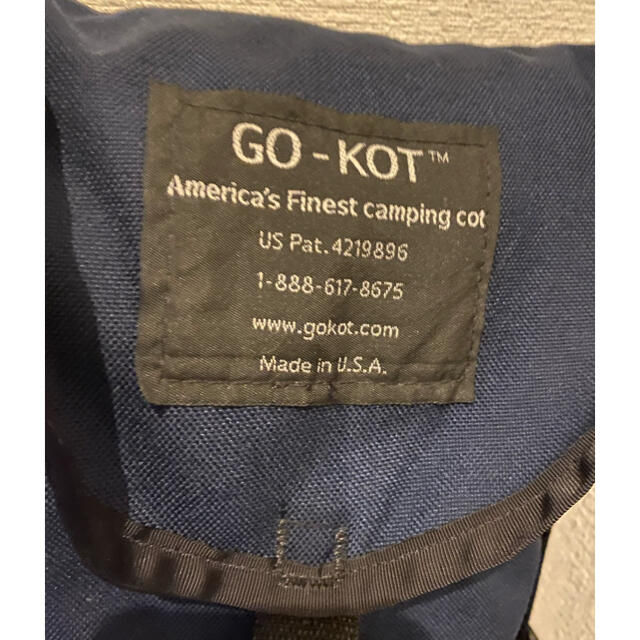 GO-KOT™
America's Finest camping cot
US Pat. 4219896
1-888-617-8675
www.gokot.com
Made in U.S.A.